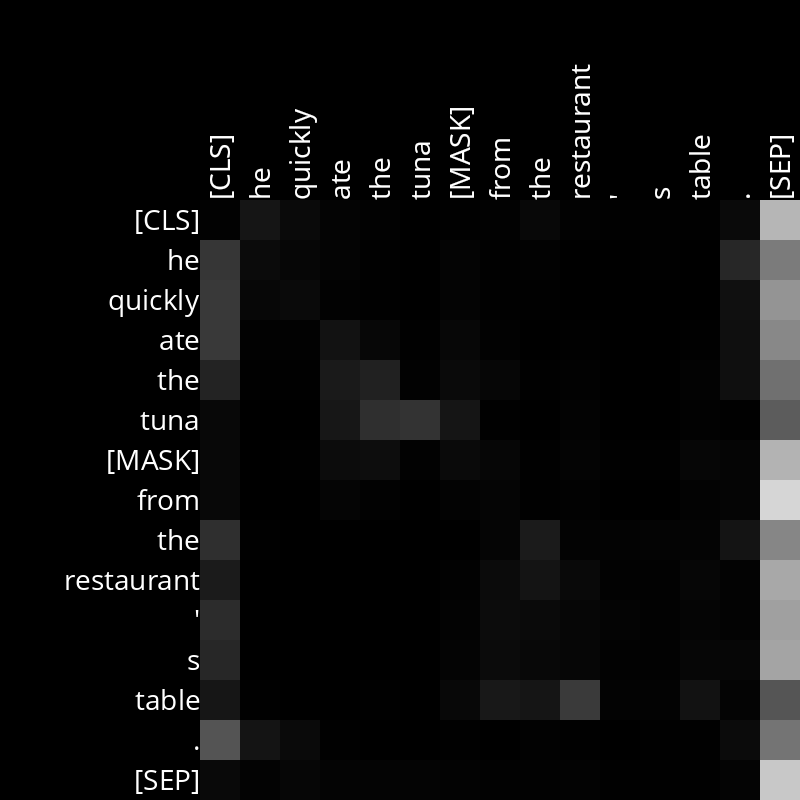 [CLS] he quickly ate the tuna [MASK] from the restaurant ' s table . [SEP]
[CLS]
he
quickly
ate
the
tuna
[MASK]
from
the
restaurant
'
s
table
.
[SEP]